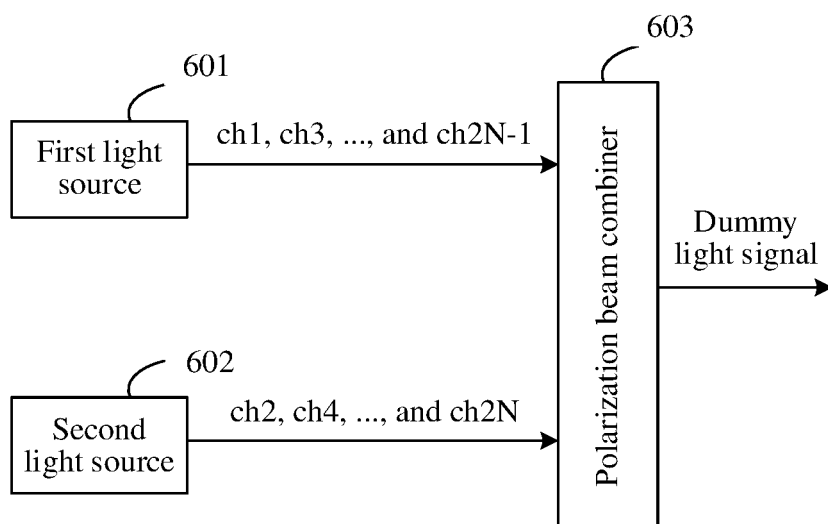 603
601
First light
source
ch1, ch3, ..., and ch2N-1
Polarization beam combiner
Dummy
light signal
602
Second
light source
ch2, ch4, ..., and ch2N